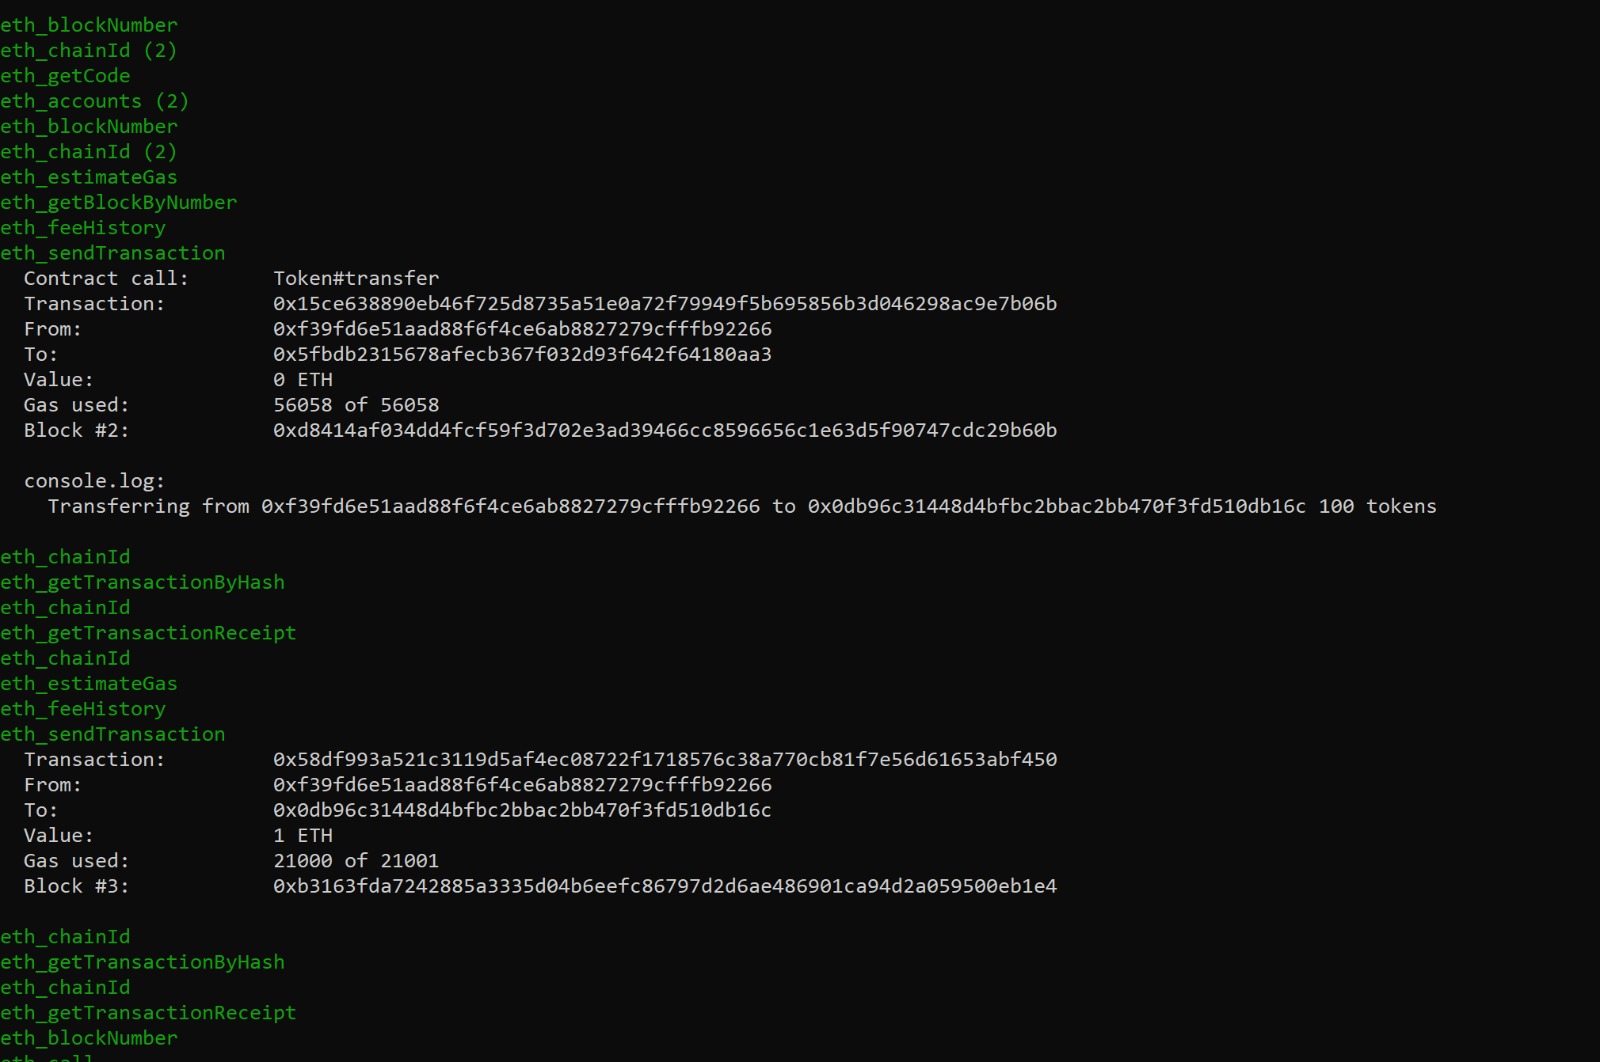 eth_blockNumber
eth_chainId (2)
eth_getCode
eth_accounts (2)
eth_blockNumber
eth_chainId (2)
eth_estimateGas
eth_getBlockByNumber
eth_feeHistory
eth_sendTransaction
Contract call: Token#transfer
Transaction: 0x15ce638890eb46f725d8735a51e0a72f79949f5b695856b3d046298ac9e7b06b
From: 0xf39fd6e51aad88f6f4ce6ab8827279cfffb92266
To: 0x5fbdb2315678afecb367f032d93f642f64180aa3
Value: 0 ETH
Gas used: 56058 of 56058
Block #2: 0xd8414af034dd4fcf59f3d702e3ad39466cc8596656c1e63d5f90747cdc29b60b
console.log:
Transferring from 0xf39fd6e51aad88f6f4ce6ab8827279cfffb92266 to 0x0db96c31448d4bfbc2bbac2bb470f3fd510db16c 100 tokens
eth_chainId
eth_getTransactionByHash
eth_chainId
eth_getTransactionReceipt
eth_chainId
eth_estimateGas
eth_feeHistory
eth_sendTransaction
Transaction: 0x58df993a521c3119d5af4ec08722f1718576c38a770cb81f7e56d61653abf450
From: 0xf39fd6e51aad88f6f4ce6ab8827279cfffb92266
To: 0x0db96c31448d4bfbc2bbac2bb470f3fd510db16c
Value: 1 ETH
Gas used: 21000 of 21001
Block #3: 0xb3163fda7242885a3335d04b6eefc86797d2d6ae486901ca94d2a059500eb1e4
eth_chainId
eth_getTransactionByHash
eth_chainId
eth_getTransactionReceipt
eth_blockNumber
eth_call